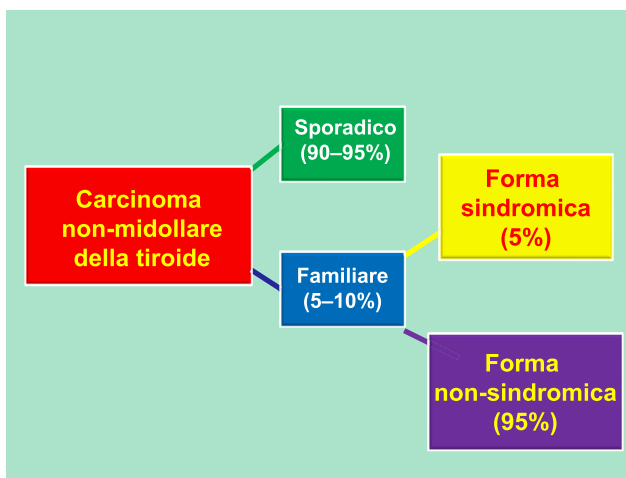 Carcinoma
non-midollare
della tiroide
Sporadico
(90–95%)
Familiare
(5–10%)
Forma
sindromica
(5%)
Forma
non-sindromica
(95%)